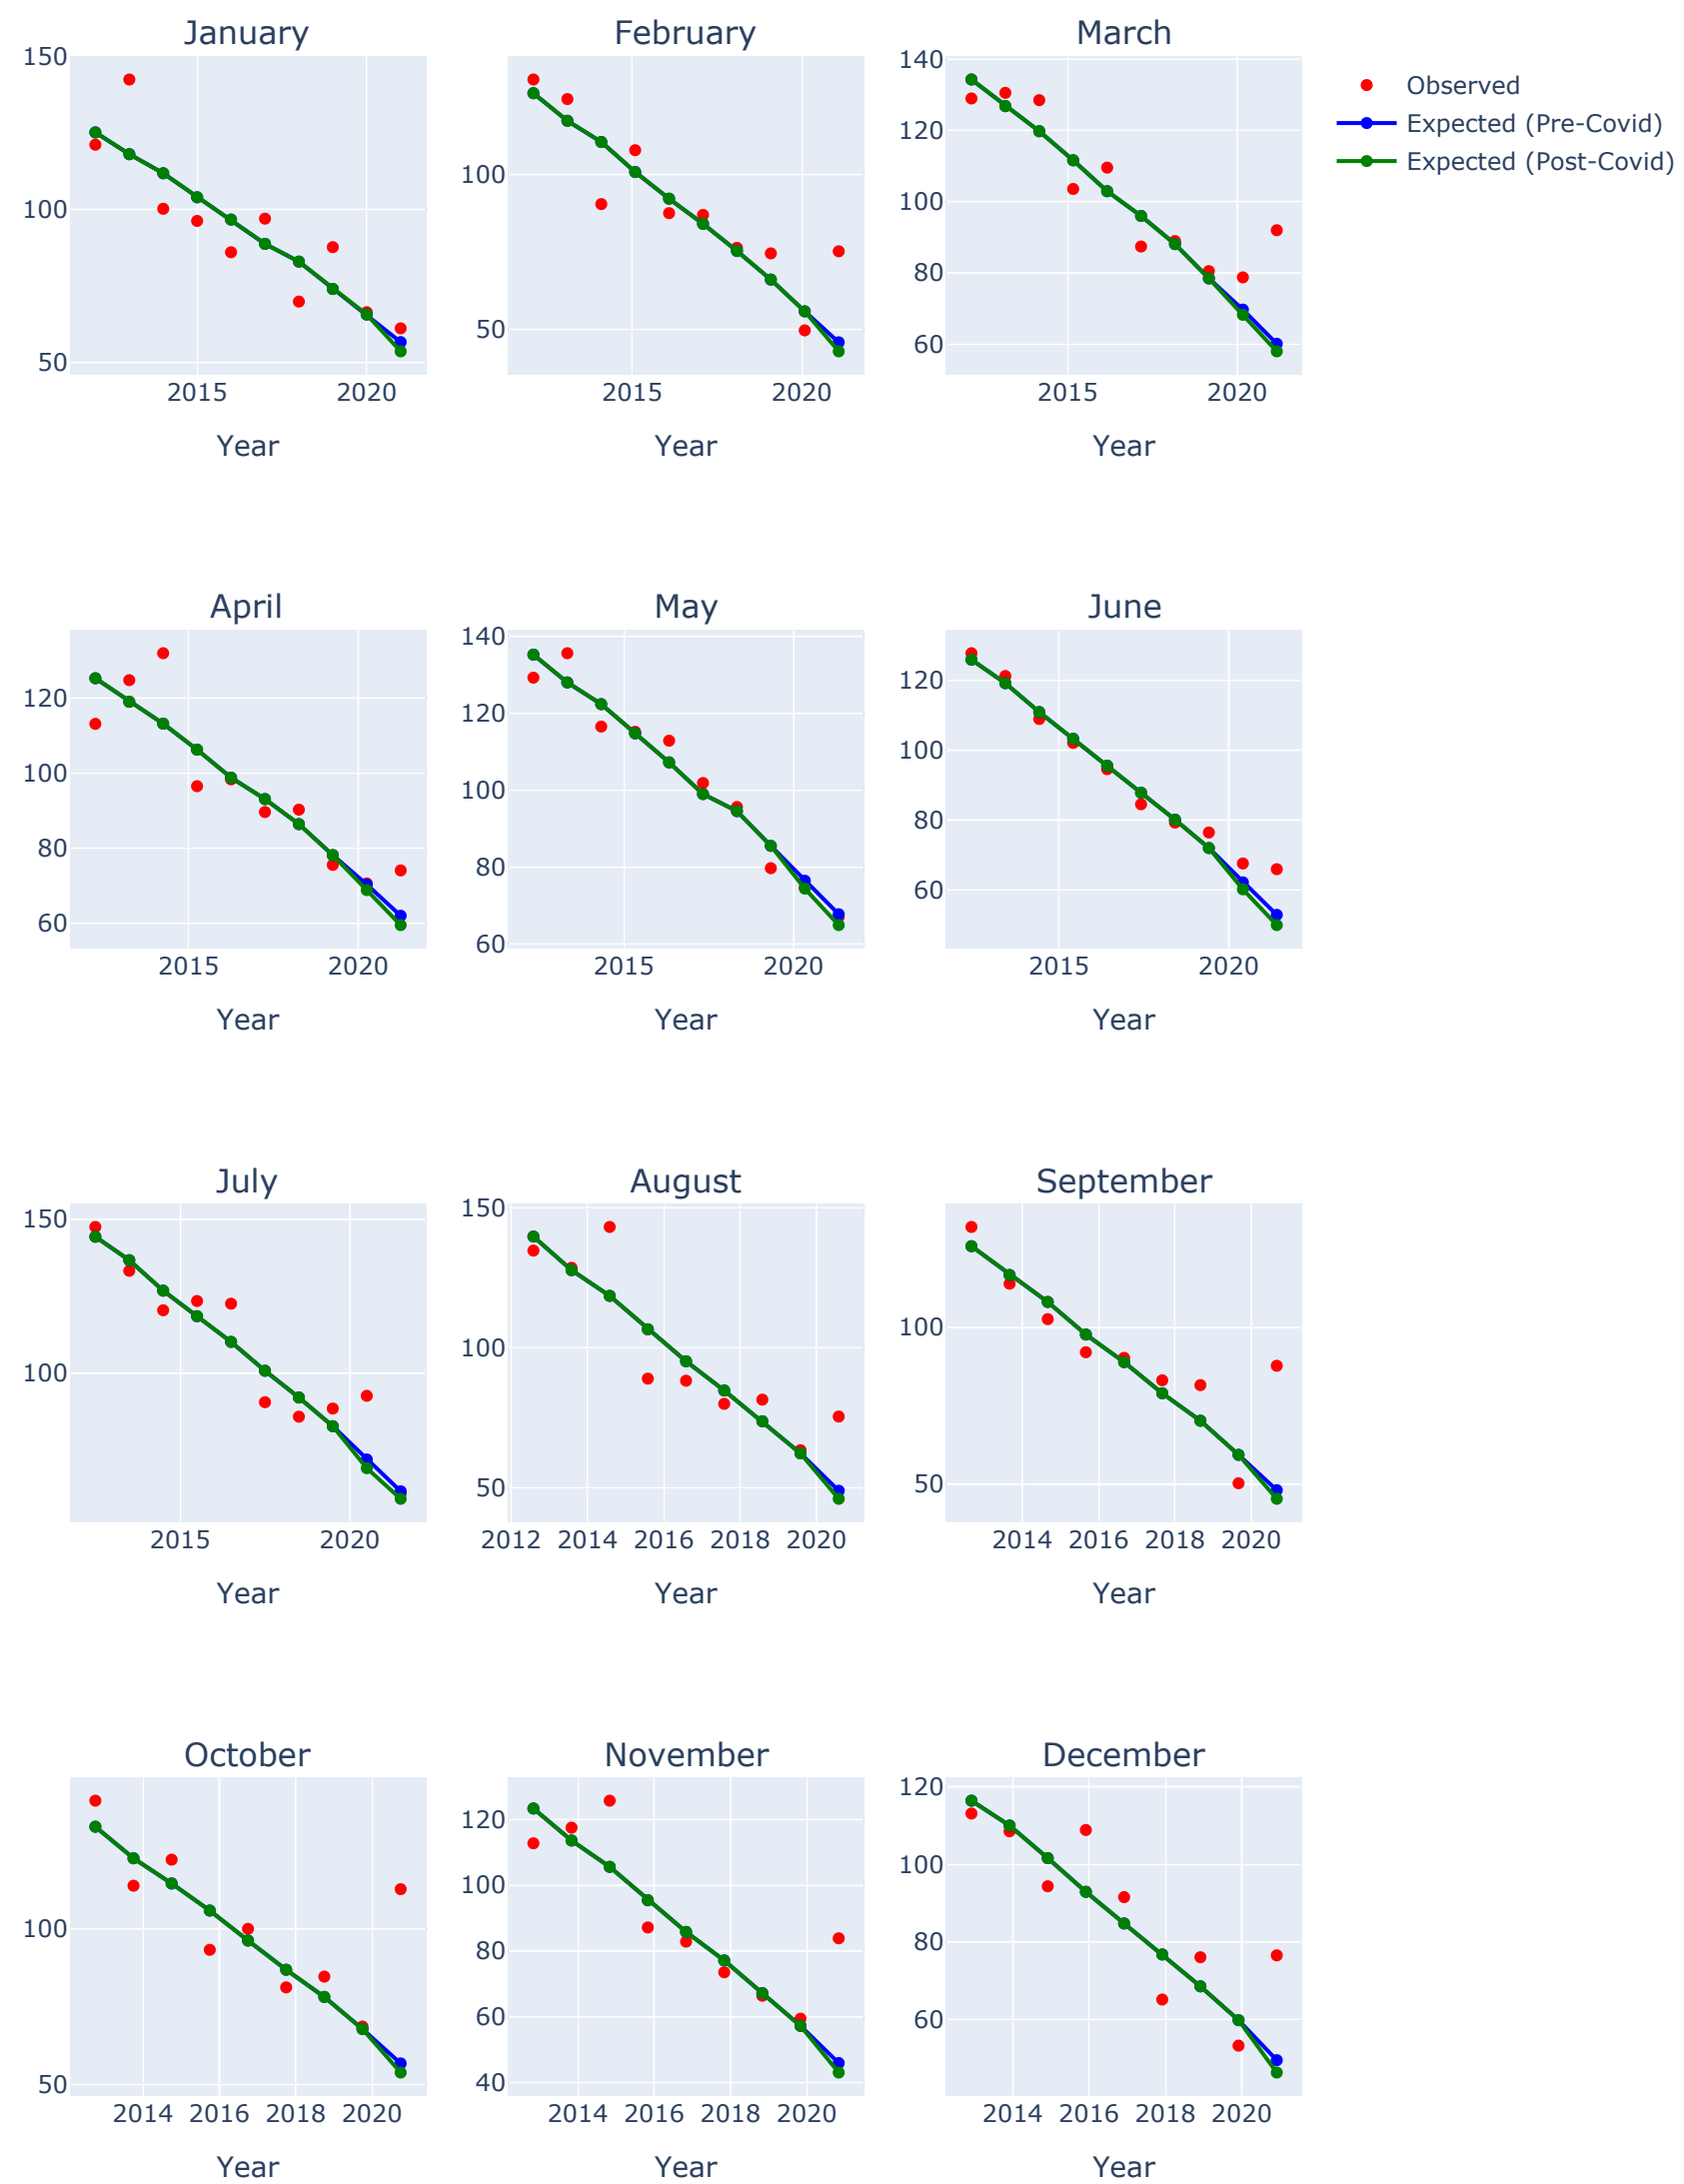 January
February
March
150
100
50
2015
2020
Year
100
50
2015
2020
Year
140
120
100
80
60
2015
2020
Year
Observed
Expected (Pre-Covid)
Expected (Post-Covid)
April
May
June
120
100
80
60
2015
2020
Year
140
120
100
80
60
2015
2020
Year
120
100
80
60
2015
2020
Year
July
August
September
150
100
2015
2020
Year
150
100
50
2012
2014
2016
2018
2020
Year
100
50
2014
2016
2018
2020
Year
October
November
December
100
50
2014
2016
2018
2020
Year
120
100
80
60
40
2014
2016
2018
2020
Year
120
100
80
60
2014
2016
2018
2020
Year